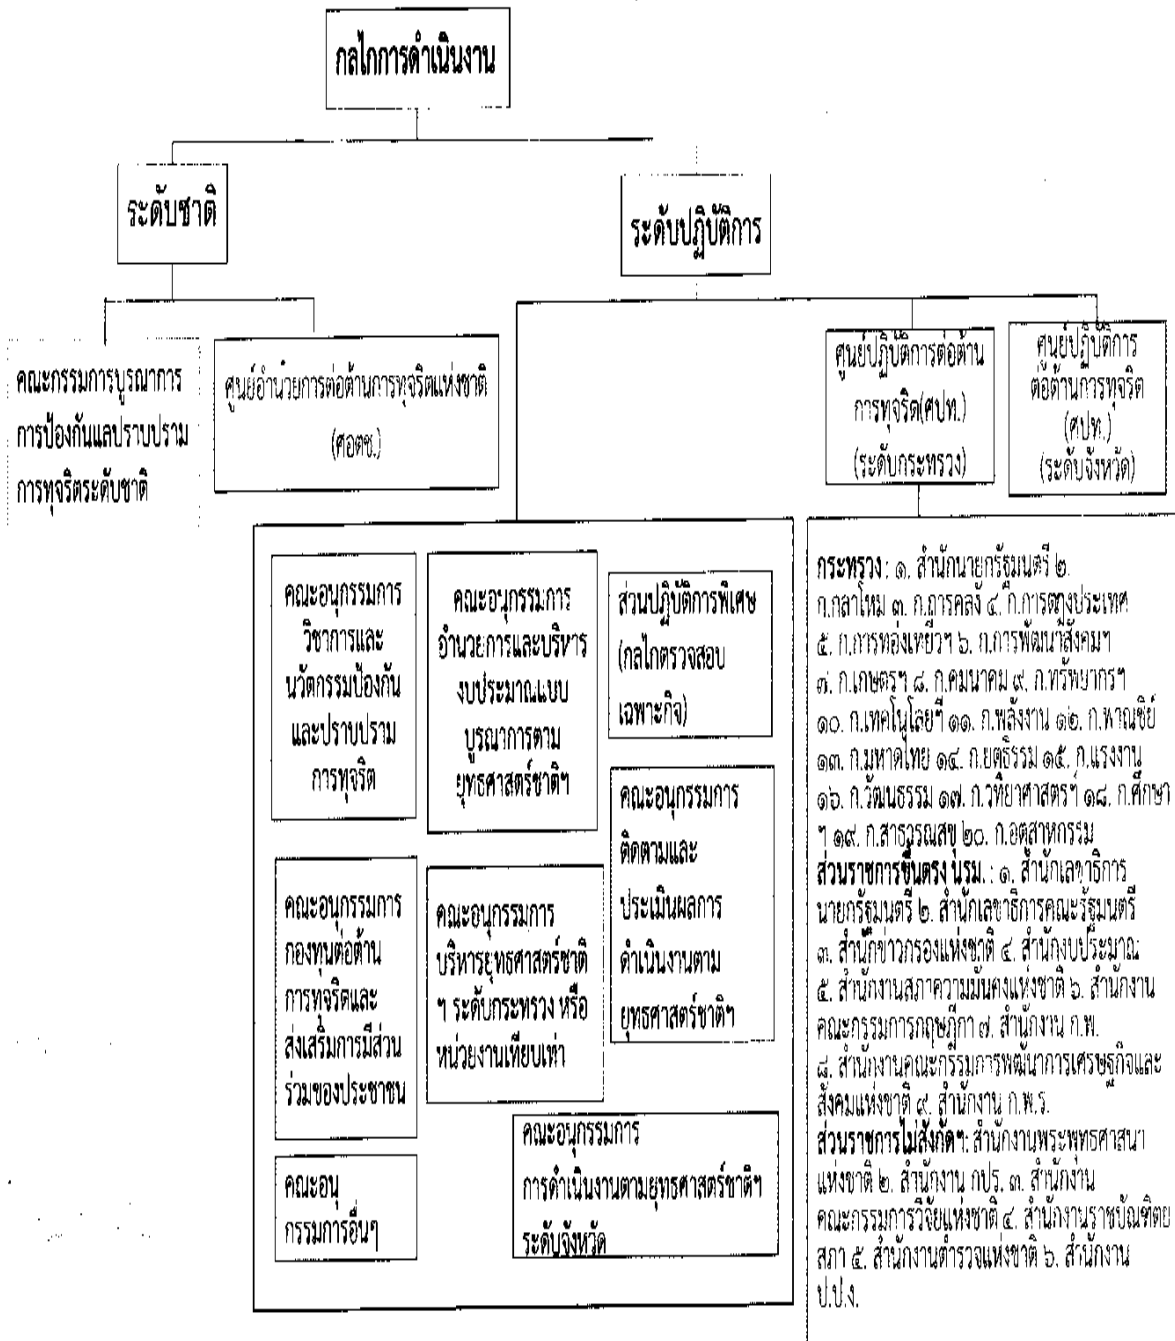 กลไกการดำเนินงาน
ระดับชาติ
ระดับปฏิบัติการ
คณะกรรมการบูรณาการ
การป้องกันแลปราบปราม
การทุจริตระดับชาติ
ศูนย์อำนวยการต่อต้านการทุจริตแห่งชาติ
(ศอตช.)
ศูนย์ปฏิบัติการต่อต้าน
การทุจริต(ศปท.)
(ระดับกระทรวง)
ศูนย์ปฏิบัติการ
ต่อต้านการทุจริต
(ศปท.)
(ระดับจังหวัด)
คณะอนุกรรมการ
วิชาการและ
นวัตกรรมป้องกัน
และปราบปราม
การทุจริต
คณะอนุกรรมการ
อำนวยการและบริหาร
งบประมาณแบบ
บูรณาการตาม
ยุทธศาสตร์ชาติฯ
ส่วนปฏิบัติการพิเศษ
(กลไกตรวจสอบ
เฉพาะกิจ)
คณะอนุกรรมการ
ติดตามและ
ประเมินผลการ
ดำเนินงานตาม
ยุทธศาสตร์ชาติฯ
คณะอนุกรรมการ
กองทุนต่อต้าน
การทุจริตและ
ส่งเสริมการมีส่วน
ร่วมของประชาชน
คณะอนุกรรมการ
บริหารยุทธศาสตร์ชาติ
ฯ ระดับกระทรวง หรือ
หน่วยงานเทียบเท่า
คณะอนุกรรมการ
การดำเนินงานตามยุทธศาสตร์ชาติฯ
ระดับจังหวัด
คณะอนุ
กรรมการอื่นๆ
กระทรวง: ๑. สำนักนายกรัฐมนตรี ๒.
ก.กลาโหม ๓. ก.การคลัง ๔. ก.การต่างประเทศ
๕. ก.การท่องเที่ยวฯ ๖. ก.การพัฒนาสังคมฯ
๗. ก.เกษตรฯ ๘. ก.คมนาคม ๙. ก.ทรัพยากรฯ
๑๐. ก.เทคโนโลยีฯ ๑๑. ก.พลังงาน ๑๒. ก.พาณิชย์
๑๓. ก.มหาดไทย ๑๔. ก.ยุติธรรม ๑๕. ก.แรงงาน
๑๖. ก.วัฒนธรรม ๑๗. ก.วิทยาศาสตร์ฯ ๑๘. ก.ศึกษา
ฯ ๑๙. ก.สาธารณสุข ๒๐. ก.อุตสาหกรรม
ส่วนราชการขึ้นตรง นรม.: ๑. สำนักเลขาธิการ
นายกรัฐมนตรี ๒. สำนักเลขาธิการคณะรัฐมนตรี
๓. สำนักข่าวกรองแห่งชาติ ๔. สำนักงบประมาณ
๕. สำนักงานสภาความมั่นคงแห่งชาติ ๖. สำนักงาน
คณะกรรมการกฤษฎีกา ๗. สำนักงาน ก.พ.
๘. สำนักงานคณะกรรมการพัฒนาการเศรษฐกิจและ
สังคมแห่งชาติ ๙. สำนักงาน ก.พ.ร.
ส่วนราชการไม่สังกัดฯ: สำนักงานพระพุทธศาสนา
แห่งชาติ ๒. สำนักงาน กปร. ๓. สำนักงาน
คณะกรรมการวิจัยแห่งชาติ ๔. สำนักงานราชบัณฑิตย
สภา ๕. สำนักงานตำรวจแห่งชาติ ๖. สำนักงาน
ป.ป.ง.